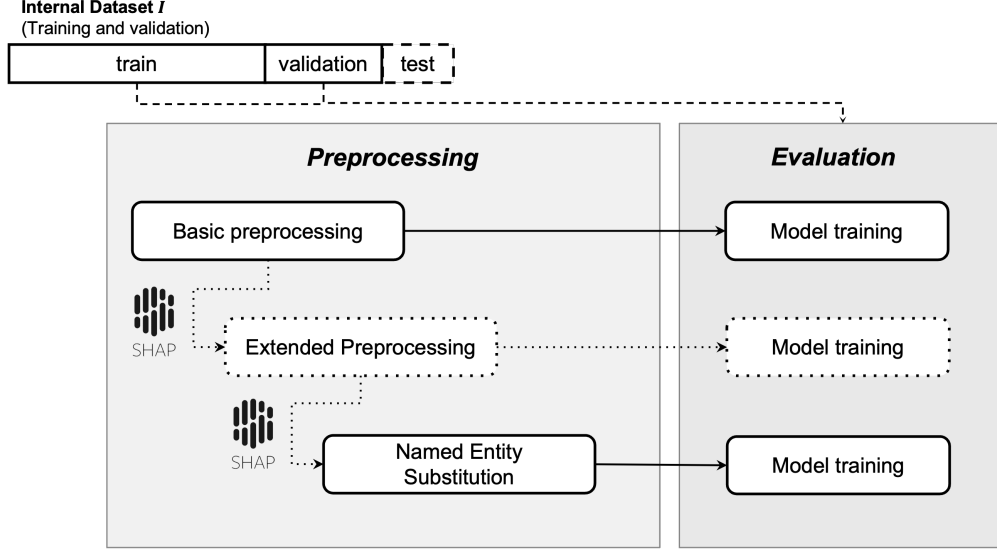 Internal Dataset I
(Training and validation)
train validation test
Preprocessing
Evaluation
Basic preprocessing
Model training
SHAP
Extended Preprocessing
Model training
SHAP
Named Entity
Substitution
Model training